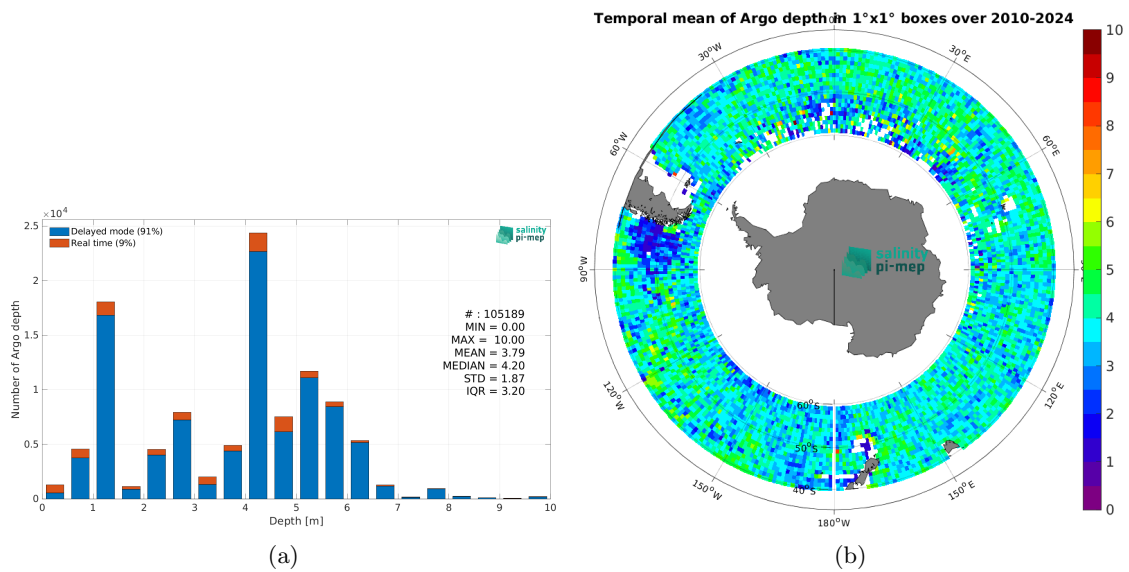 ×10⁴
2.5
2
1.5
1
0.5
0
Number of Argo depth
Delayed mode (91%)
Real time (9%)
salinity
pi-mep
# : 105189
MIN = 0.00
MAX = 10.00
MEAN = 3.79
MEDIAN = 4.20
STD = 1.87
IQR = 3.20
0 1 2 3 4 5 6 7 8 9 10
Depth [m]
(a)
Temporal mean of Argo depth in 1°x1° boxes over 2010-2024
30°W
30°E
60°W
60°E
90°W
120°W
120°E
150°W
150°E
180°W
60°S
50°S
40°S
salinity
pi-mep
10
9
8
7
6
5
4
3
2
1
0
(b)